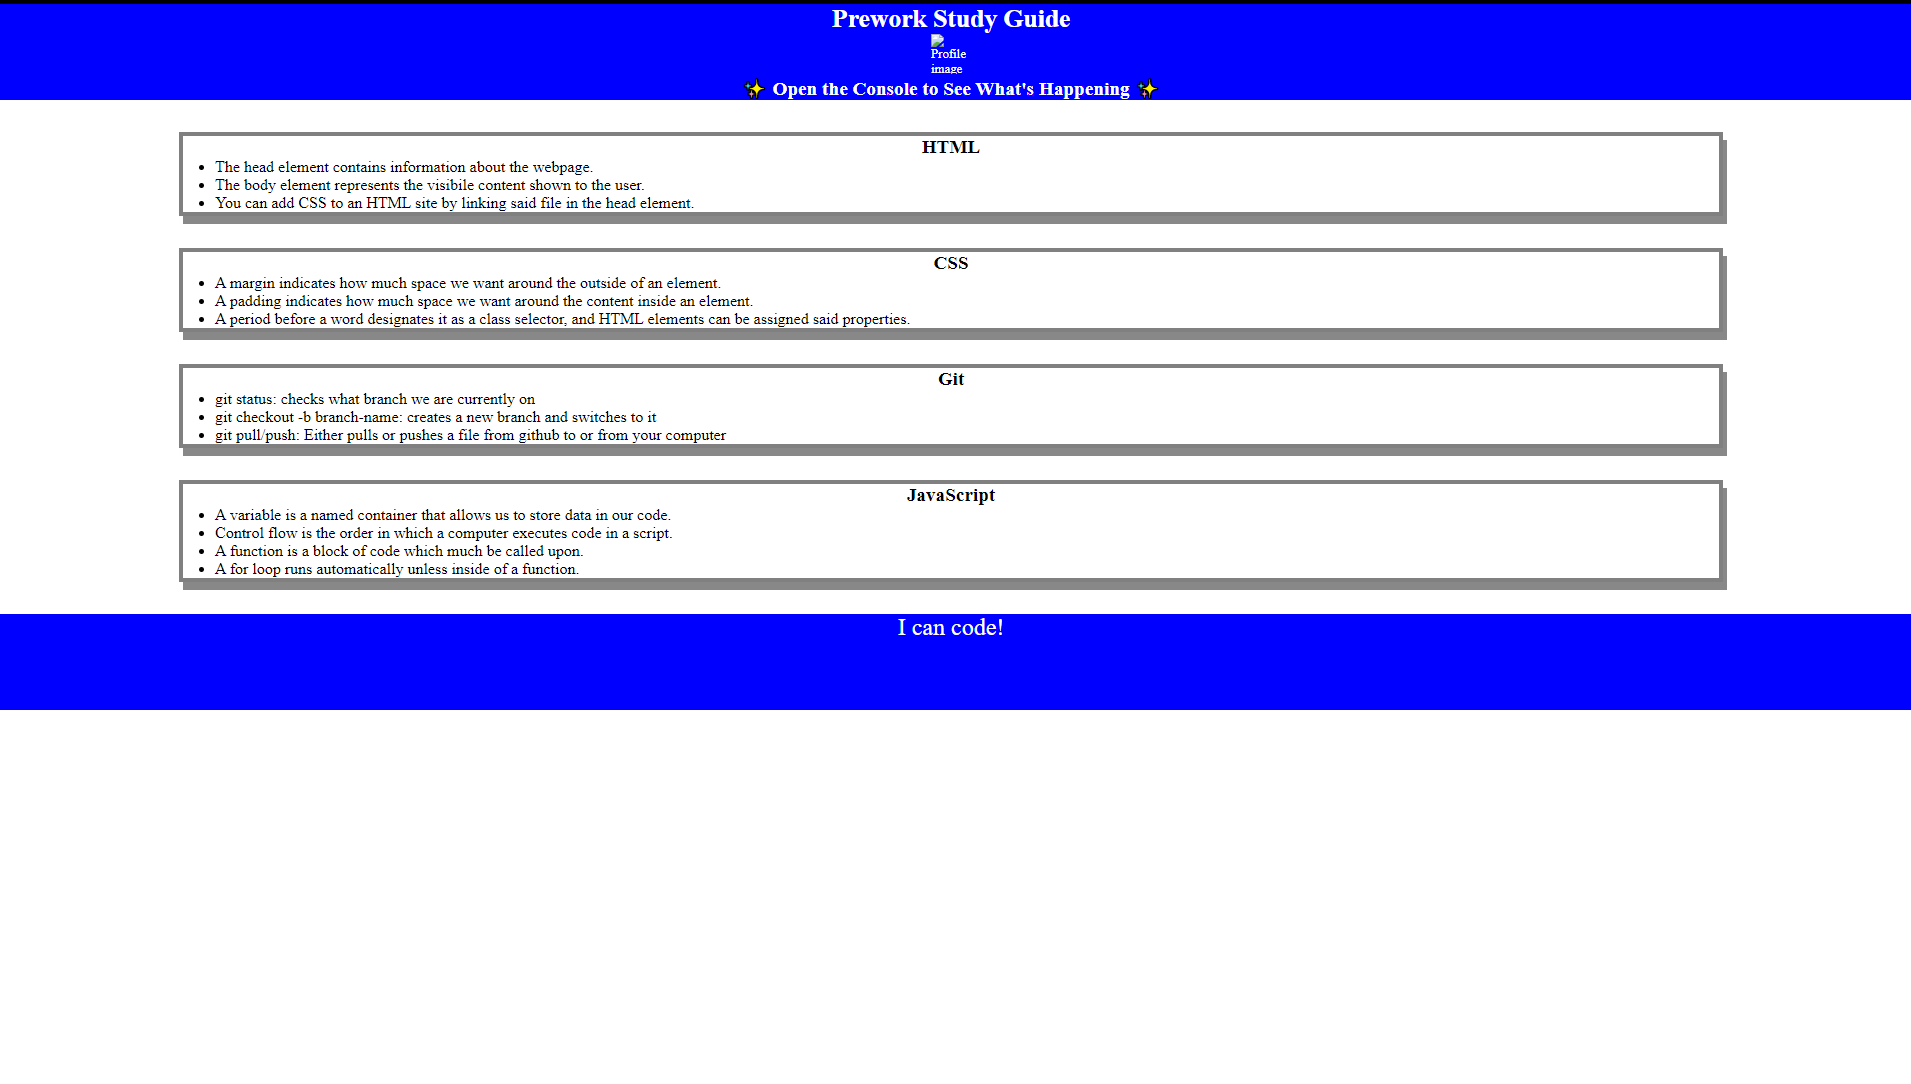 Prework Study Guide
Profile
image
✨ Open the Console to See What's Happening ✨
HTML
• The head element contains information about the webpage.
• The body element represents the visibile content shown to the user.
• You can add CSS to an HTML site by linking said file in the head element.
CSS
• A margin indicates how much space we want around the outside of an element.
• A padding indicates how much space we want around the content inside an element.
• A period before a word designates it as a class selector, and HTML elements can be assigned said properties.
Git
• git status: checks what branch we are currently on
• git checkout -b branch-name: creates a new branch and switches to it
• git pull/push: Either pulls or pushes a file from github to or from your computer
JavaScript
• A variable is a named container that allows us to store data in our code.
• Control flow is the order in which a computer executes code in a script.
• A function is a block of code which much be called upon.
• A for loop runs automatically unless inside of a function.
I can code!